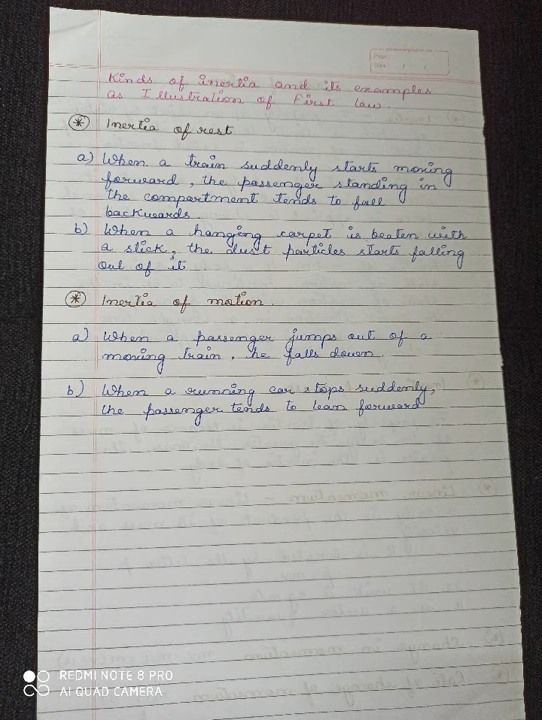 Page:
Date: / /
Kinds of inertia and its examples
as Illustration of First law.
* Inertia of rest
a) When a train suddenly starts moving
forward, the passenger standing in
the compartment tends to fall
backwards.
b) When a hanging carpet is beaten with
a stick, the dust particles starts falling
out of it
* Inertia of motion.
a) When a passenger jumps out of a
moving train, he falls down.
b) When a running car stops suddenly,
the passenger tends to lean forward
REDMI NOTE 8 PRO
AI QUAD CAMERA